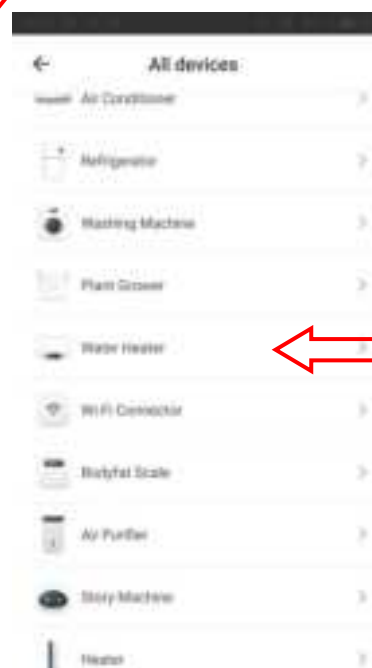 All devices
Air Conditioner
Refrigerator
Washing Machine
Plant Grower
Water Heater
Wi-Fi Connector
Bodyfat Scale
Air Purifier
Story Machine
Heater